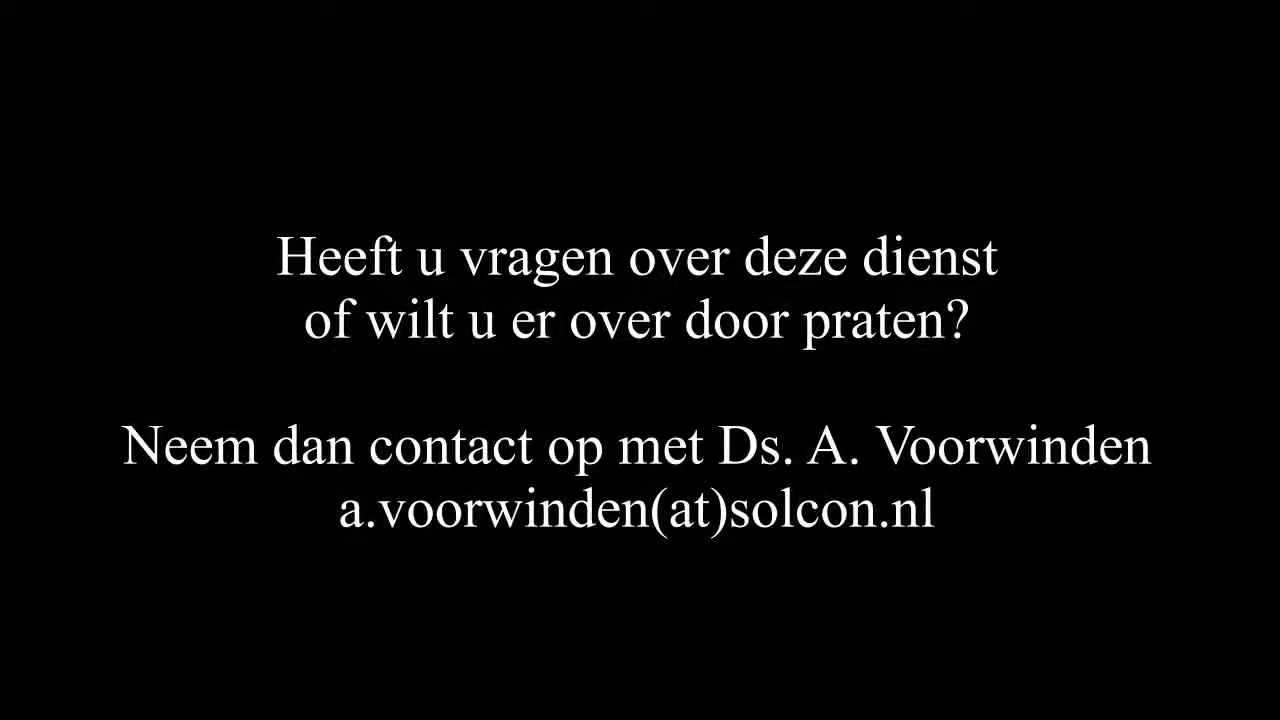 Heeft u vragen over deze dienst
of wilt u er over door praten?
Neem dan contact op met Ds. A. Voorwinden
a.voorwinden(at)solcon.nl